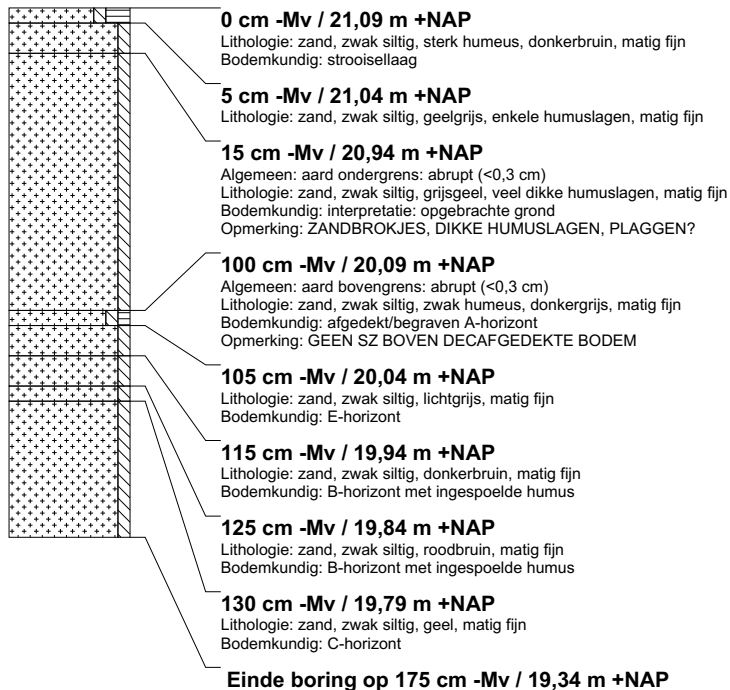 0 cm -Mv / 21,09 m +NAP
Lithologie: zand, zwak siltig, sterk humeus, donkerbruin, matig fijn
Bodemkundig: strooisellaag
5 cm -Mv / 21,04 m +NAP
Lithologie: zand, zwak siltig, geelgrijs, enkele humuslagen, matig fijn
15 cm -Mv / 20,94 m +NAP
Algemeen: aard ondergrens: abrupt (<0,3 cm)
Lithologie: zand, zwak siltig, grijsgeel, veel dikke humuslagen, matig fijn
Bodemkundig: interpretatie: opgebrachte grond
Opmerking: ZANDBROKJES, DIKKE HUMUSLAGEN, PLAGGEN?
100 cm -Mv / 20,09 m +NAP
Algemeen: aard bovengrens: abrupt (<0,3 cm)
Lithologie: zand, zwak siltig, zwak humeus, donkergrijs, matig fijn
Bodemkundig: afgedekt/begraven A-horizont
Opmerking: GEEN SZ BOVEN DECAFGEDEKTE BODEM
105 cm -Mv / 20,04 m +NAP
Lithologie: zand, zwak siltig, lichtgrijs, matig fijn
Bodemkundig: E-horizont
115 cm -Mv / 19,94 m +NAP
Lithologie: zand, zwak siltig, donkerbruin, matig fijn
Bodemkundig: B-horizont met ingespoelde humus
125 cm -Mv / 19,84 m +NAP
Lithologie: zand, zwak siltig, roodbruin, matig fijn
Bodemkundig: B-horizont met ingespoelde humus
130 cm -Mv / 19,79 m +NAP
Lithologie: zand, zwak siltig, geel, matig fijn
Bodemkundig: C-horizont
Einde boring op 175 cm -Mv / 19,34 m +NAP